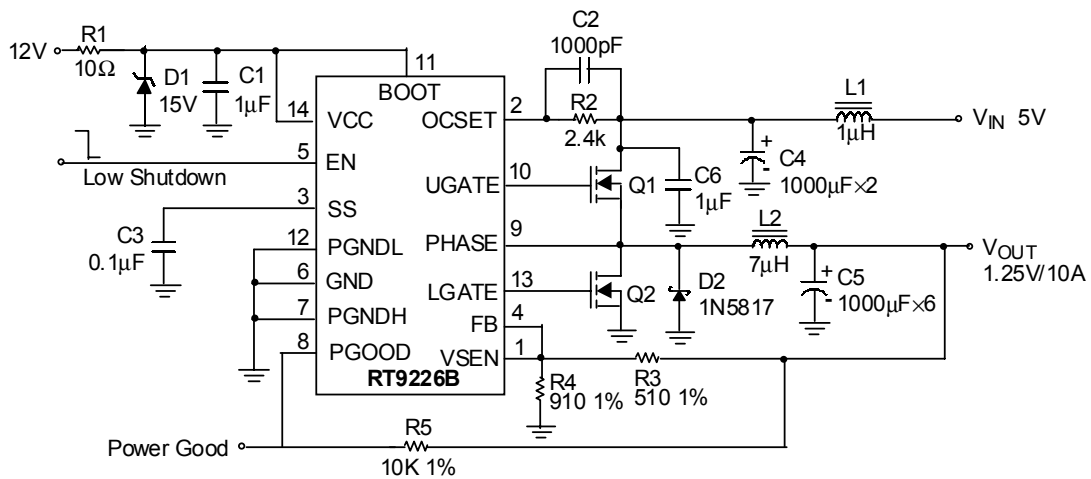 C2
1000pF
12V
R1
10Ω
D1
15V
C1
1μF
11
BOOT
14
VCC
2
OCSET
R2
2.4k
L1
1μH
VIN 5V
5
EN
Low Shutdown
C4
1000μF×2
+
-
10
UGATE
Q1
C6
1μF
3
SS
C3
0.1μF
12
PGNDL
9
PHASE
L2
7μH
VOUT
1.25V/10A
6
GND
13
LGATE
Q2
D2
1N5817
C5
1000μF×6
+
-
7
PGNDH
4
FB
8
PGOOD
1
VSEN
RT9226B
R3
510 1%
R4
910 1%
Power Good
R5
10K 1%